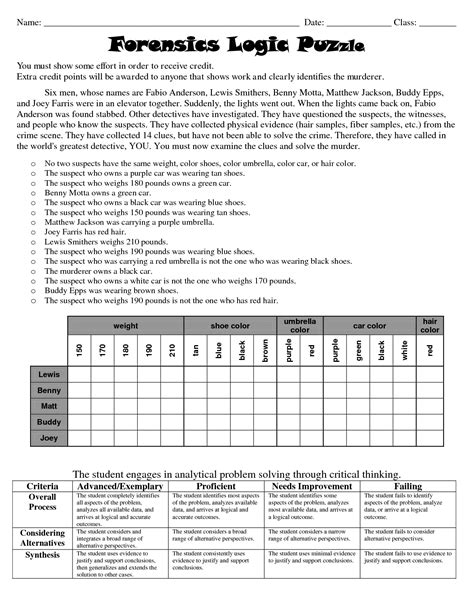 Name: ______ Date: ______ Class: ______
Forensics Logic Puzzle
You must show some effort in order to receive credit.
Extra credit points will be awarded to anyone that shows work and clearly identifies the murderer.
Six men, whose names are Fabio Anderson, Lewis Smithers, Benny Motta, Matthew Jackson, Buddy Epps,
and Joey Farris were in an elevator together. Suddenly, the lights went out. When the lights came back on, Fabio
Anderson was found stabbed. Other detectives have investigated. They have questioned the suspects, the witnesses,
and people who know the suspects. They have collected physical evidence (hair samples, fiber samples, etc.) from the
crime scene. They have collected 14 clues, but have not been able to solve the crime. Therefore, they have called in
the world's greatest detective, YOU. You must now examine the clues and solve the murder.
o No two suspects have the same weight, color shoes, color umbrella, color car, or hair color.
o The suspect who owns a purple car was wearing tan shoes.
o The suspect who weighs 180 pounds owns a green car.
o Benny Motta owns a green car.
o The suspect who owns a black car was wearing blue shoes.
o The suspect who weighs 150 pounds was wearing tan shoes.
o Matthew Jackson was carrying a purple umbrella.
o Joey Farris has red hair.
o Lewis Smithers weighs 210 pounds.
o The suspect who weighs 190 pounds was wearing blue shoes.
o The suspect who was carrying a red umbrella is not the one who was wearing black shoes.
o The murderer owns a black car.
o The suspect who owns a white car is not the one who weighs 170 pounds.
o Buddy Epps was wearing brown shoes.
o The suspect who weighs 190 pounds is not the one who has red hair.
weight shoe color umbrella color car color hair color
150 170 180 190 210 tan blue black brown purple red purple green black white red
Lewis
Benny
Matt
Buddy
Joey
The student engages in analytical problem solving through critical thinking.
Criteria Advanced/Exemplary Proficient Needs Improvement Failing
Overall Process
The student completely identifies all aspects of the problem, analyzes all available data, and arrives at logical and accurate outcomes.
The student identifies most aspects of the problem, analyzes available data, and arrives at logical and accurate outcomes.
The student identifies some aspects of the problem, analyzes most available data, and arrives at logical and accurate outcomes.
The student fails to identify aspects of the problem, analyze data, or arrive at a logical outcome.
Considering Alternatives
The student considers and integrates a broad range of alternative perspectives.
The student considers a broad range of alternative perspectives.
The student considers a narrow range of alternative perspectives.
The student fails to consider alternative perspectives.
Synthesis
The student uses evidence to justify and support conclusions, then generalizes and extends the solution to other cases.
The student consistently uses evidence to justify and support conclusions.
The student uses minimal evidence to justify and support conclusions.
The student fails to use evidence to justify and support conclusions.